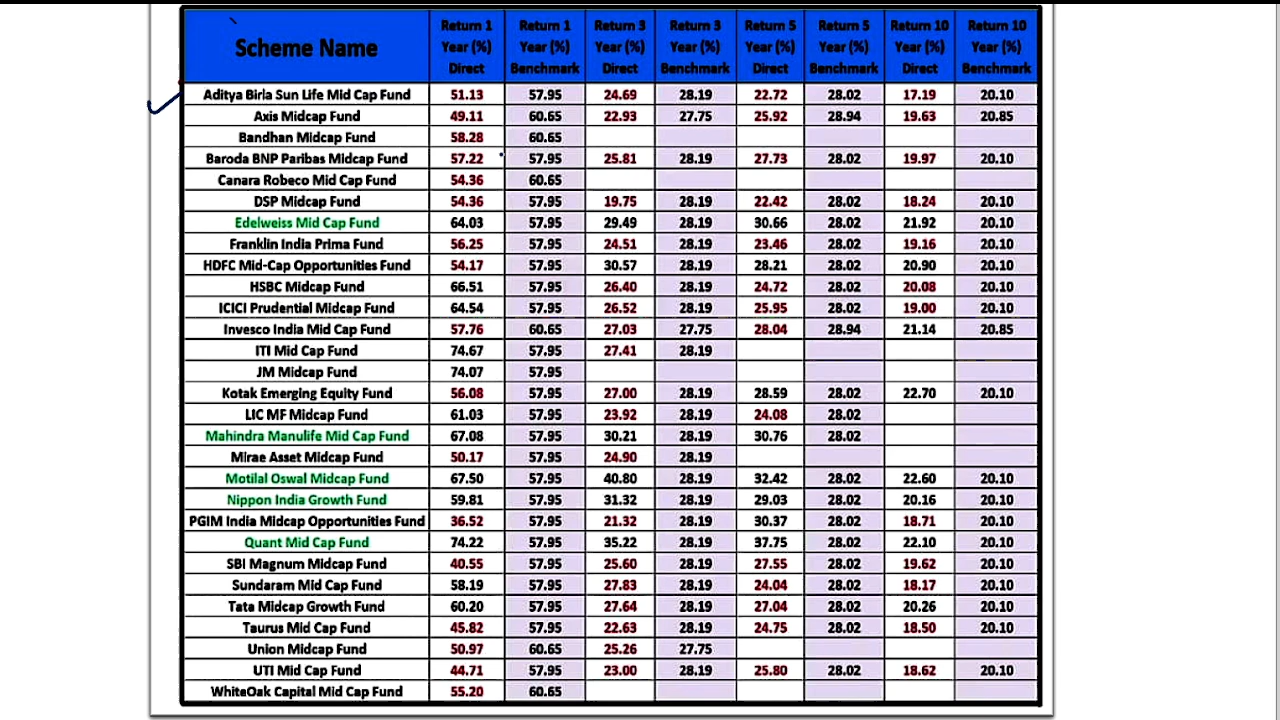 Scheme Name Return 1 Year (%) Direct Return 1 Year (%) Benchmark Return 3 Year (%) Direct Return 3 Year (%) Benchmark Return 5 Year (%) Direct Return 5 Year (%) Benchmark Return 10 Year (%) Direct Return 10 Year (%) Benchmark
Aditya Birla Sun Life Mid Cap Fund 51.13 57.95 24.69 28.19 22.72 28.02 17.19 20.10
Axis Midcap Fund 49.11 60.65 22.93 27.75 25.92 28.94 19.63 20.85
Bandhan Midcap Fund 58.28 60.65
Baroda BNP Paribas Midcap Fund 57.22 57.95 25.81 28.19 27.73 28.02 19.97 20.10
Canara Robeco Mid Cap Fund 54.36 60.65
DSP Midcap Fund 54.36 57.95 19.75 28.19 22.42 28.02 18.24 20.10
Edelweiss Mid Cap Fund 64.03 57.95 29.49 28.19 30.66 28.02 21.92 20.10
Franklin India Prima Fund 56.25 57.95 24.51 28.19 23.46 28.02 19.16 20.10
HDFC Mid-Cap Opportunities Fund 54.17 57.95 30.57 28.19 28.21 28.02 20.90 20.10
HSBC Midcap Fund 66.51 57.95 26.40 28.19 24.72 28.02 20.08 20.10
ICICI Prudential Midcap Fund 64.54 57.95 26.52 28.19 25.95 28.02 19.00 20.10
Invesco India Mid Cap Fund 57.76 60.65 27.03 27.75 28.04 28.94 21.14 20.85
ITI Mid Cap Fund 74.67 57.95 27.41 28.19
JM Midcap Fund 74.07 57.95
Kotak Emerging Equity Fund 56.08 57.95 27.00 28.19 28.59 28.02 22.70 20.10
LIC MF Midcap Fund 61.03 57.95 23.92 28.19 24.08 28.02
Mahindra Manulife Mid Cap Fund 67.08 57.95 30.21 28.19 30.76 28.02
Mirae Asset Midcap Fund 50.17 57.95 24.90 28.19
Motilal Oswal Midcap Fund 67.50 57.95 40.80 28.19 32.42 28.02 22.60 20.10
Nippon India Growth Fund 59.81 57.95 31.32 28.19 29.03 28.02 20.16 20.10
PGIM India Midcap Opportunities Fund 36.52 57.95 21.32 28.19 30.37 28.02 18.71 20.10
Quant Mid Cap Fund 74.22 57.95 35.22 28.19 37.75 28.02 22.10 20.10
SBI Magnum Midcap Fund 40.55 57.95 25.60 28.19 27.55 28.02 19.62 20.10
Sundaram Mid Cap Fund 58.19 57.95 27.83 28.19 24.04 28.02 18.17 20.10
Tata Midcap Growth Fund 60.20 57.95 27.64 28.19 27.04 28.02 20.26 20.10
Taurus Mid Cap Fund 45.82 57.95 22.63 28.19 24.75 28.02 18.50 20.10
Union Midcap Fund 50.97 60.65 25.26 27.75
UTI Mid Cap Fund 44.71 57.95 23.00 28.19 25.80 28.02 18.62 20.10
WhiteOak Capital Mid Cap Fund 55.20 60.65